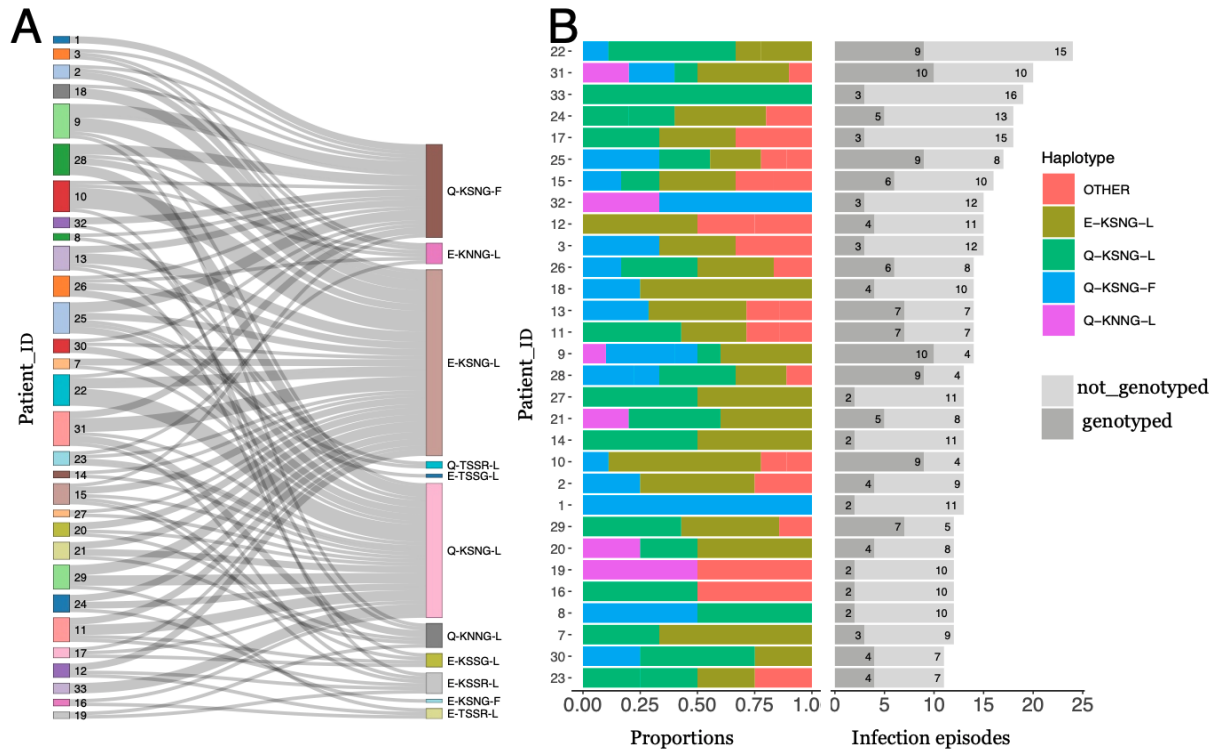 A
Patient_ID
1
3
2
18
9
28
10
32
8
13
26
25
30
7
22
31
23
14
15
27
20
21
29
24
11
17
12
33
16
19
Q-KSNG-F
E-KNNG-L
E-KSNG-L
Q-TSSR-L
E-TSSG-L
Q-KSNG-L
Q-KNNG-L
E-KSSG-L
E-KSSR-L
E-KSNG-F
E-TSSR-L
B
Patient_ID
22 9 15
31 10 10
33 3 16
24 5 13
17 3 15
25 9 8
15 6 10
32 3 12
12 4 11
3 3 12
26 6 8
18 4 10
13 7 7
11 7 7
9 10 4
28 9 4
27 2 11
21 5 8
14 2 11
10 9 4
2 4 9
1 2 11
29 7 5
20 4 8
19 2 10
16 2 10
8 2 10
7 3 9
30 4 7
23 4 7
0.00 0.25 0.50 0.75 1.0 0 5 10 15 20 25
Proportions Infection episodes
Haplotype
OTHER
E-KSNG-L
Q-KSNG-L
Q-KSNG-F
Q-KNNG-L
not_genotyped
genotyped